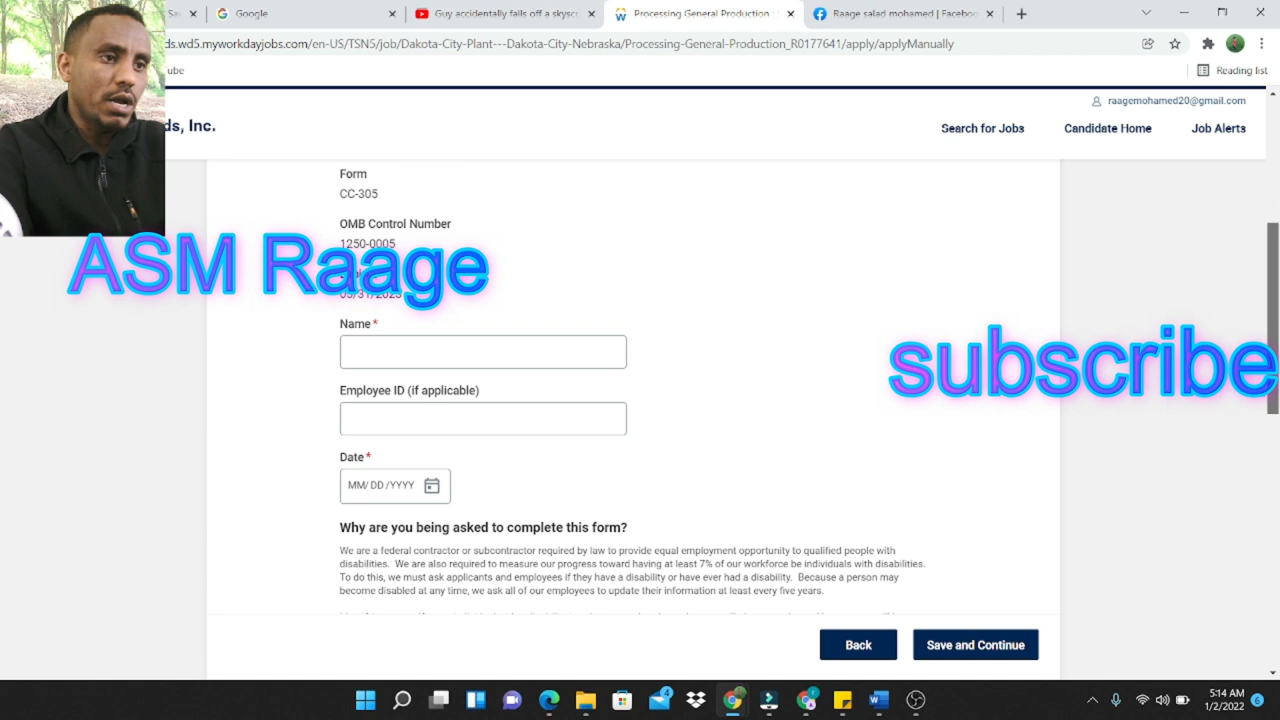 Sa
Google
Guy accidentally falls off a skysc
Processing General Production
Raage salad mohamed | Faceboo
ds.wd5.myworkdayjobs.com/en-US/TSN5/job/Dakota-City-Plant---Dakota-City-Nebraska/Processing-General-Production_R0177641/apply/applyManually
ube
Reading list
raagemohamed20@gmail.com
ds, Inc.
Search for Jobs
Candidate Home
Job Alerts
Form
CC-305
OMB Control Number
1250-0005
ASM Raage
05/31/2023
subscribe
Name*
Employee ID (if applicable)
Date*
MM/ DD /YYYY
Why are you being asked to complete this form?
We are a federal contractor or subcontractor required by law to provide equal employment opportunity to qualified people with
disabilities. We are also required to measure our progress toward having at least 7% of our workforce be individuals with disabilities.
To do this, we must ask applicants and employees if they have a disability or have ever had a disability. Because a person may
become disabled at any time, we ask all of our employees to update their information at least every five years.
Back
Save and Continue
4
5:14 AM
1/2/2022
6